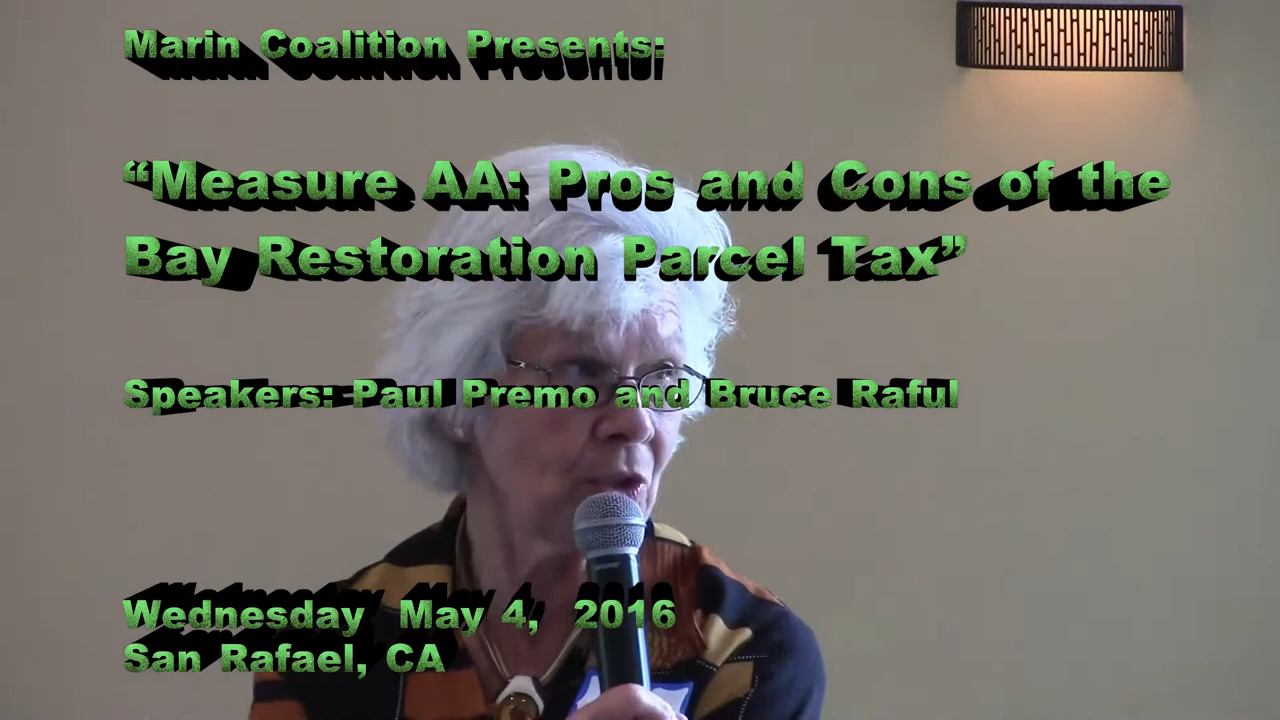 Marin Coalition Presents:
“Measure AA: Pros and Cons of the
Bay Restoration Parcel Tax”
Speakers: Paul Premo and Bruce Raful
Wednesday May 4, 2016
San Rafael, CA